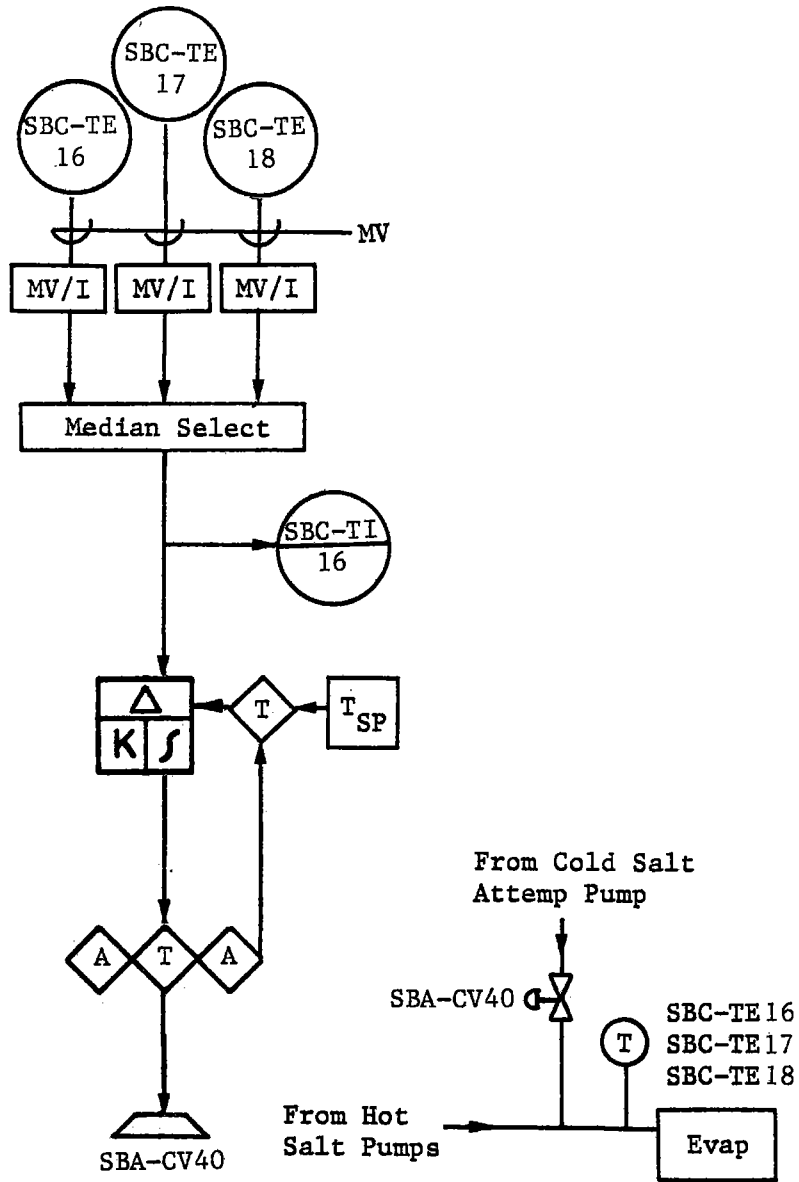 SBC-TE
17
SBC-TE
16
SBC-TE
18
MV
MV/I
MV/I
MV/I
Median Select
SBC-TI
16
Δ
K ∫
T
T SP
A
T
A
SBA-CV40
From Cold Salt
Attemp Pump
SBA-CV40
T
SBC-TE16
SBC-TE17
SBC-TE18
From Hot
Salt Pumps
Evap